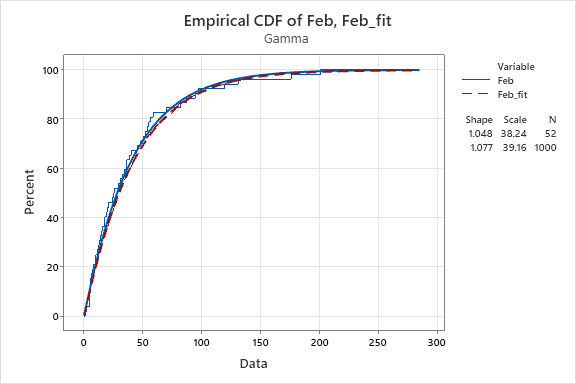 Empirical CDF of Feb, Feb_fit
Gamma
100
80
60
40
20
0
Percent
0 50 100 150 200 250 300
Data
Variable
Feb
Feb_fit
Shape Scale N
1.048 38.24 52
1.077 39.16 1000